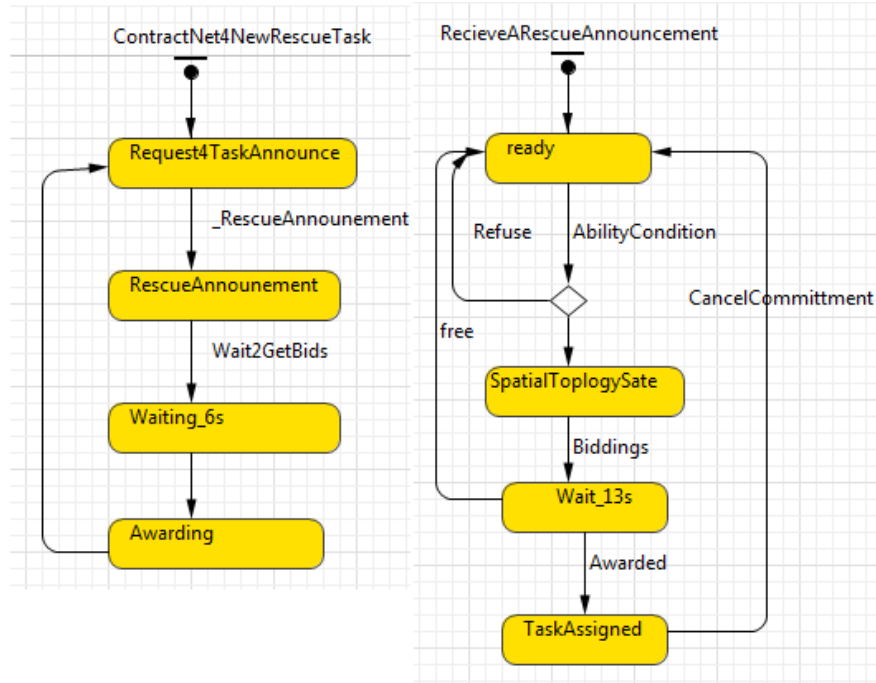 ContractNet4NewRescueTask
Request4TaskAnnounce
_RescueAnnounement
RescueAnnounement
Wait2GetBids
Waiting_6s
Awarding
RecieveARescueAnnouncement
ready
Refuse
AbilityCondition
CancelCommittment
free
SpatialToplogySate
Biddings
Wait_13s
Awarded
TaskAssigned